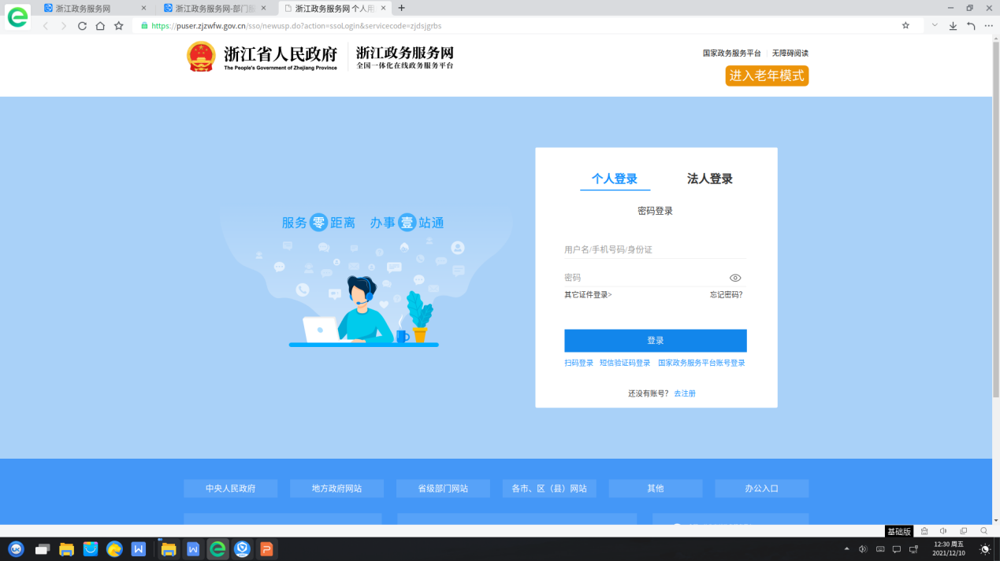 浙江政务服务网
浙江政务服务网-部门服
浙江政务服务网 个人用
https://puser.zjzwfw.gov.cn/sso/newusp.do?action=ssoLogin&servicecode=zjdsjgrbs
浙江省人民政府
The People's Government of Zhejiang Province
浙江政务服务网
全国一体化在线政务服务平台
国家政务服务平台
无障碍阅读
进入老年模式
服务零距离 办事壹站通
个人登录
法人登录
密码登录
用户名/手机号码/身份证
密码
其它证件登录>
忘记密码?
登录
扫码登录
短信验证码登录
国家政务服务平台账号登录
还没有账号? 去注册
中央人民政府
地方政府网站
省级部门网站
各市、区（县）网站
其他
办公入口
基础版
12:30 周五
2021/12/10